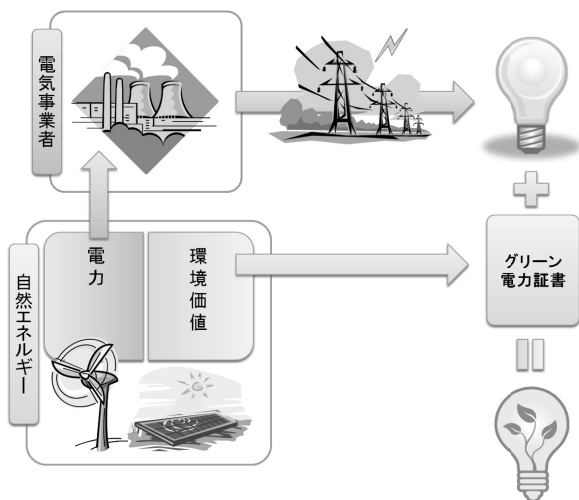 電気事業者
自然エネルギー
電力
環境価値
グリーン
電力証書